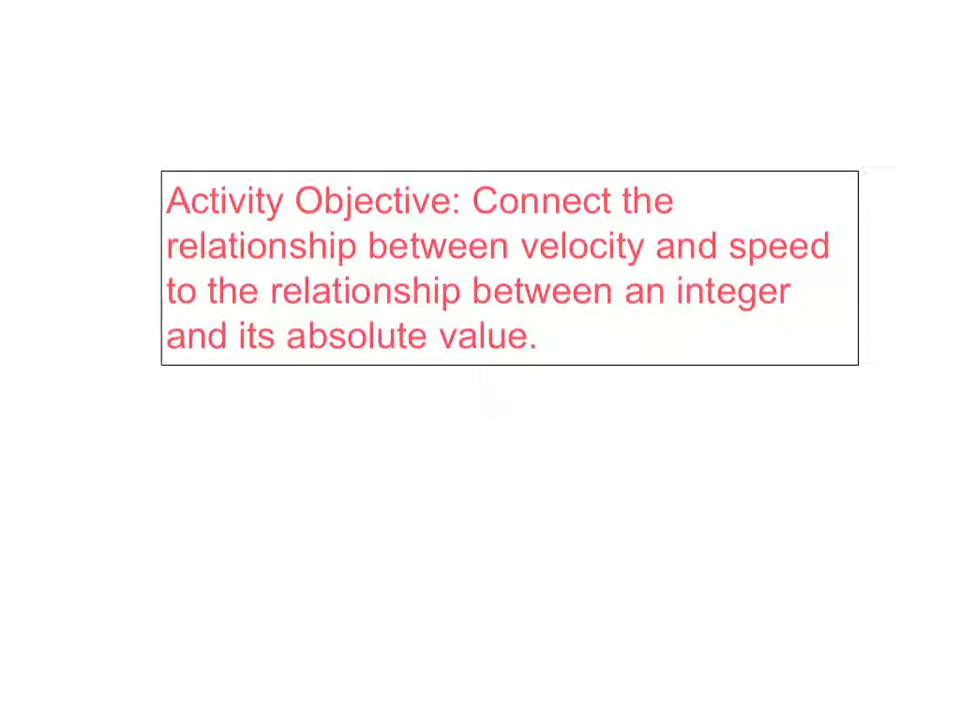 Activity Objective: Connect the
relationship between velocity and speed
to the relationship between an integer
and its absolute value.